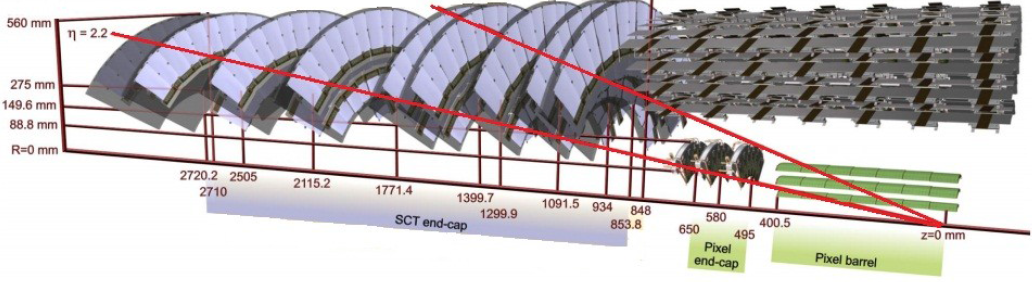 560 mm
η = 2.2
275 mm
149.6 mm
88.8 mm
R=0 mm
2720.2
2710
2505
2115.2
1771.4
1399.7
1299.9
1091.5
934
853.8
848
650
580
495
400.5
z=0 mm
SCT end-cap
Pixel
end-cap
Pixel barrel